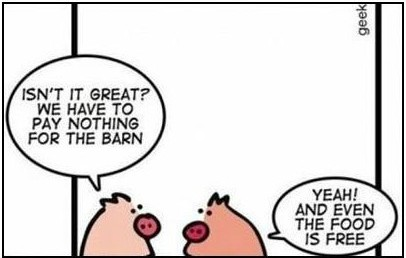 geek
ISN'T IT GREAT?
WE HAVE TO
PAY NOTHING
FOR THE BARN
YEAH!
AND EVEN
THE FOOD
IS FREE